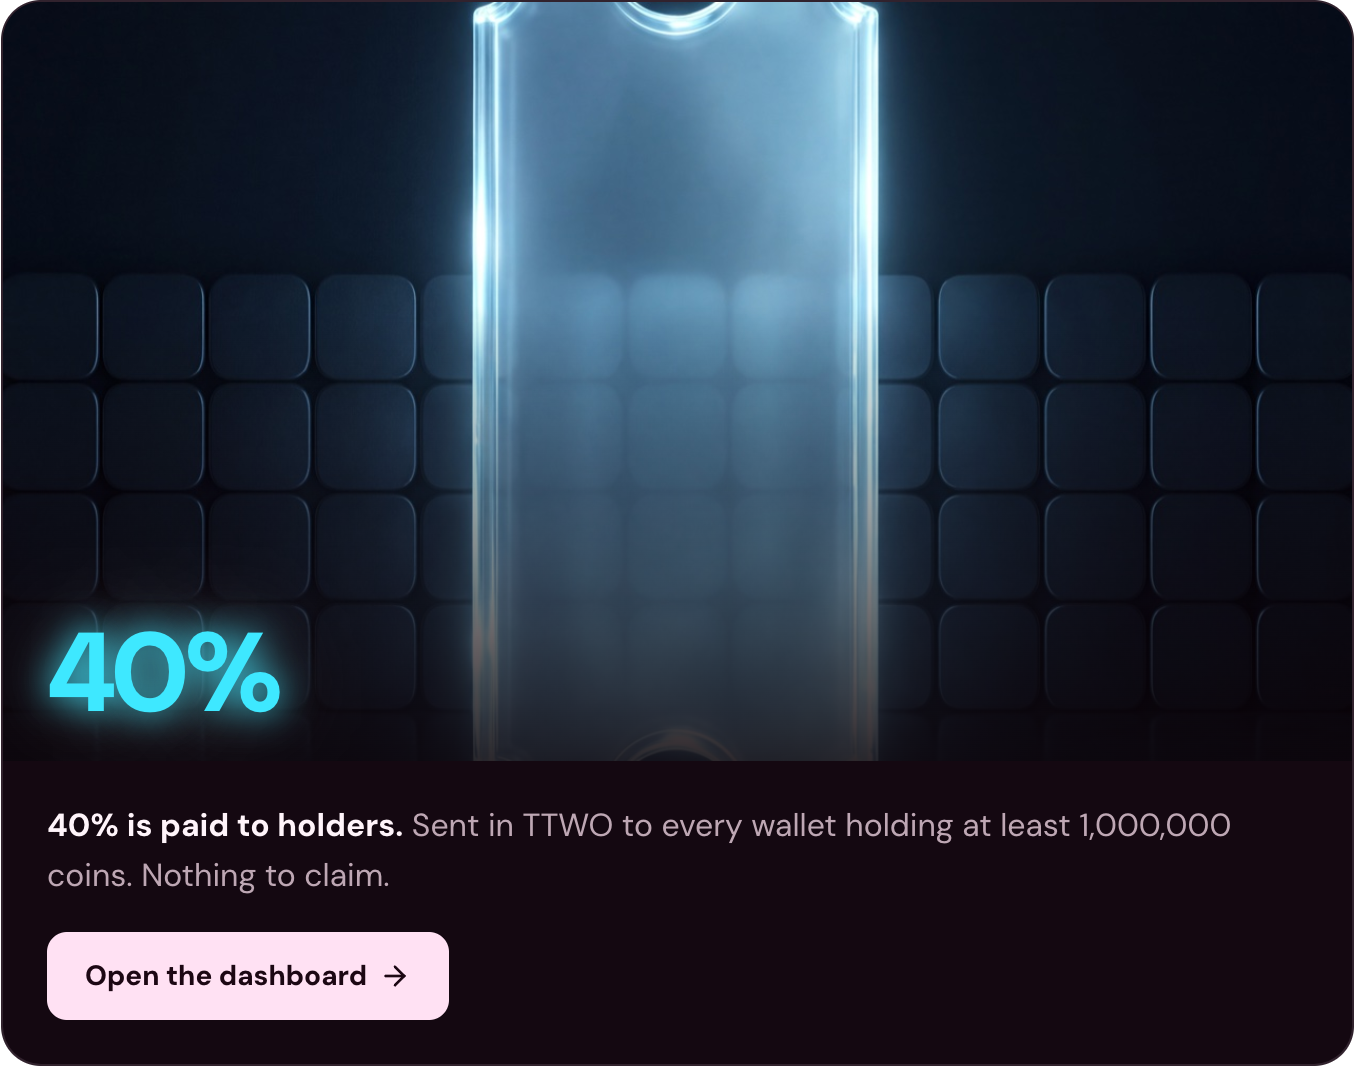 40%
40% is paid to holders. Sent in TTWO to every wallet holding at least 1,000,000
coins. Nothing to claim.
Open the dashboard →